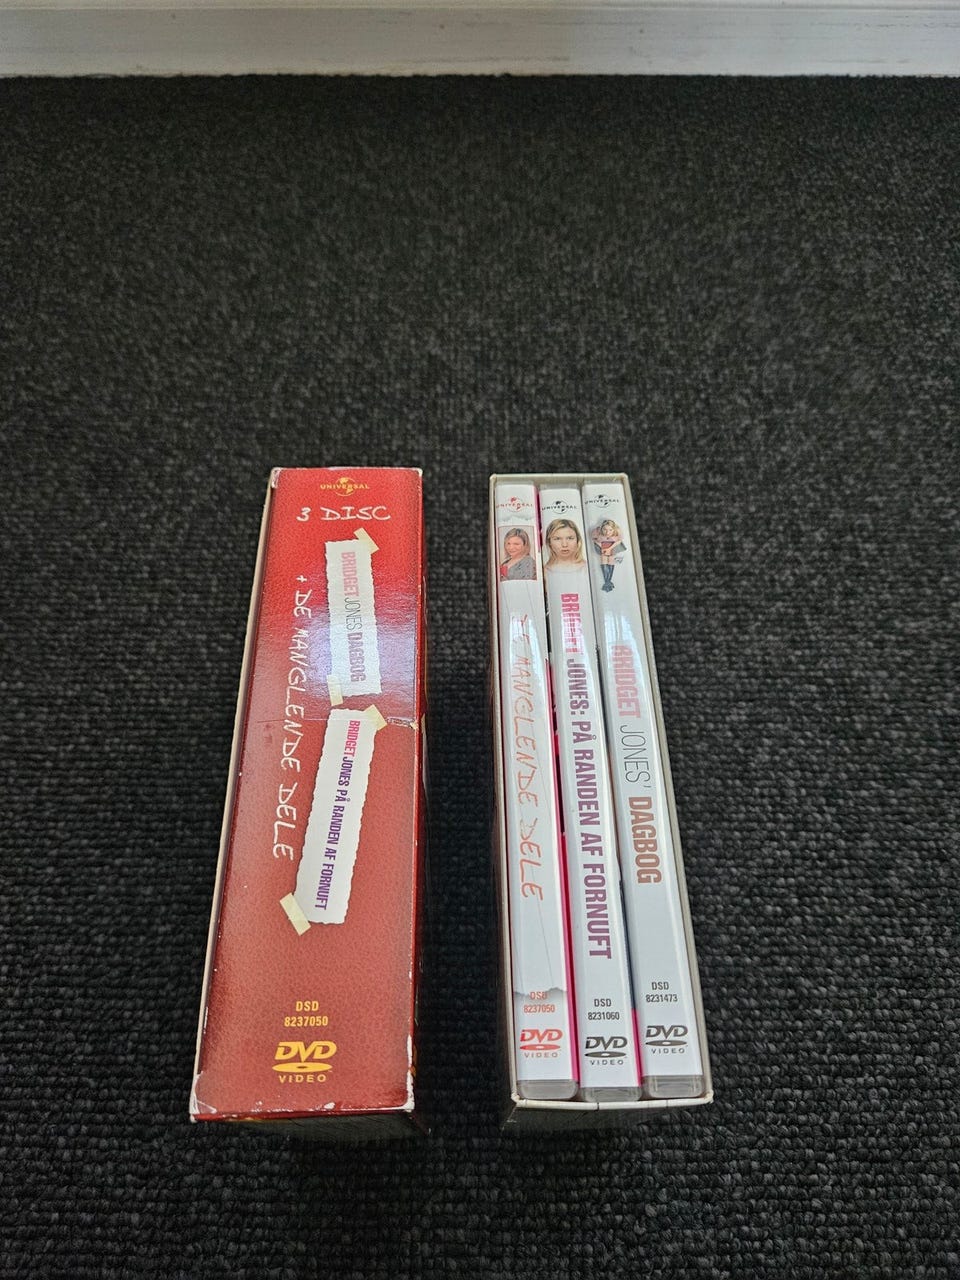 UNIVERSAL
3 DISC
BRIDGET JONES' DAGBOG
+ DE MANGLENDE DELE
BRIDGET JONES PÅ RANDEN AF FORNUFT
DSD
8237050
DVD
VIDEO
UNIVERSAL
DE MANGLENDE DELE
DSD
8237050
DVD
VIDEO
UNIVERSAL
BRIDGET JONES: PÅ RANDEN AF FORNUFT
DSD
8231060
DVD
VIDEO
UNIVERSAL
BRIDGET JONES' DAGBOG
DSD
8231473
DVD
VIDEO